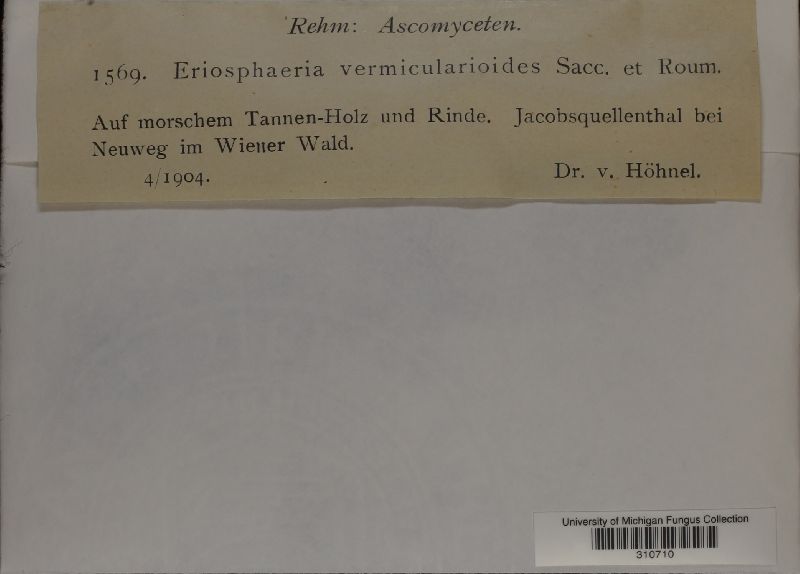 Rehm: Ascomyceten.
1569. Eriosphaeria vermicularioides Sacc. et Roum.
Auf morschem Tannen-Holz und Rinde. Jacobsquellenthal bei
Neuweg im Wiener Wald.
4/1904. Dr. v. Höhnel.
University of Michigan Fungus Collection
310710